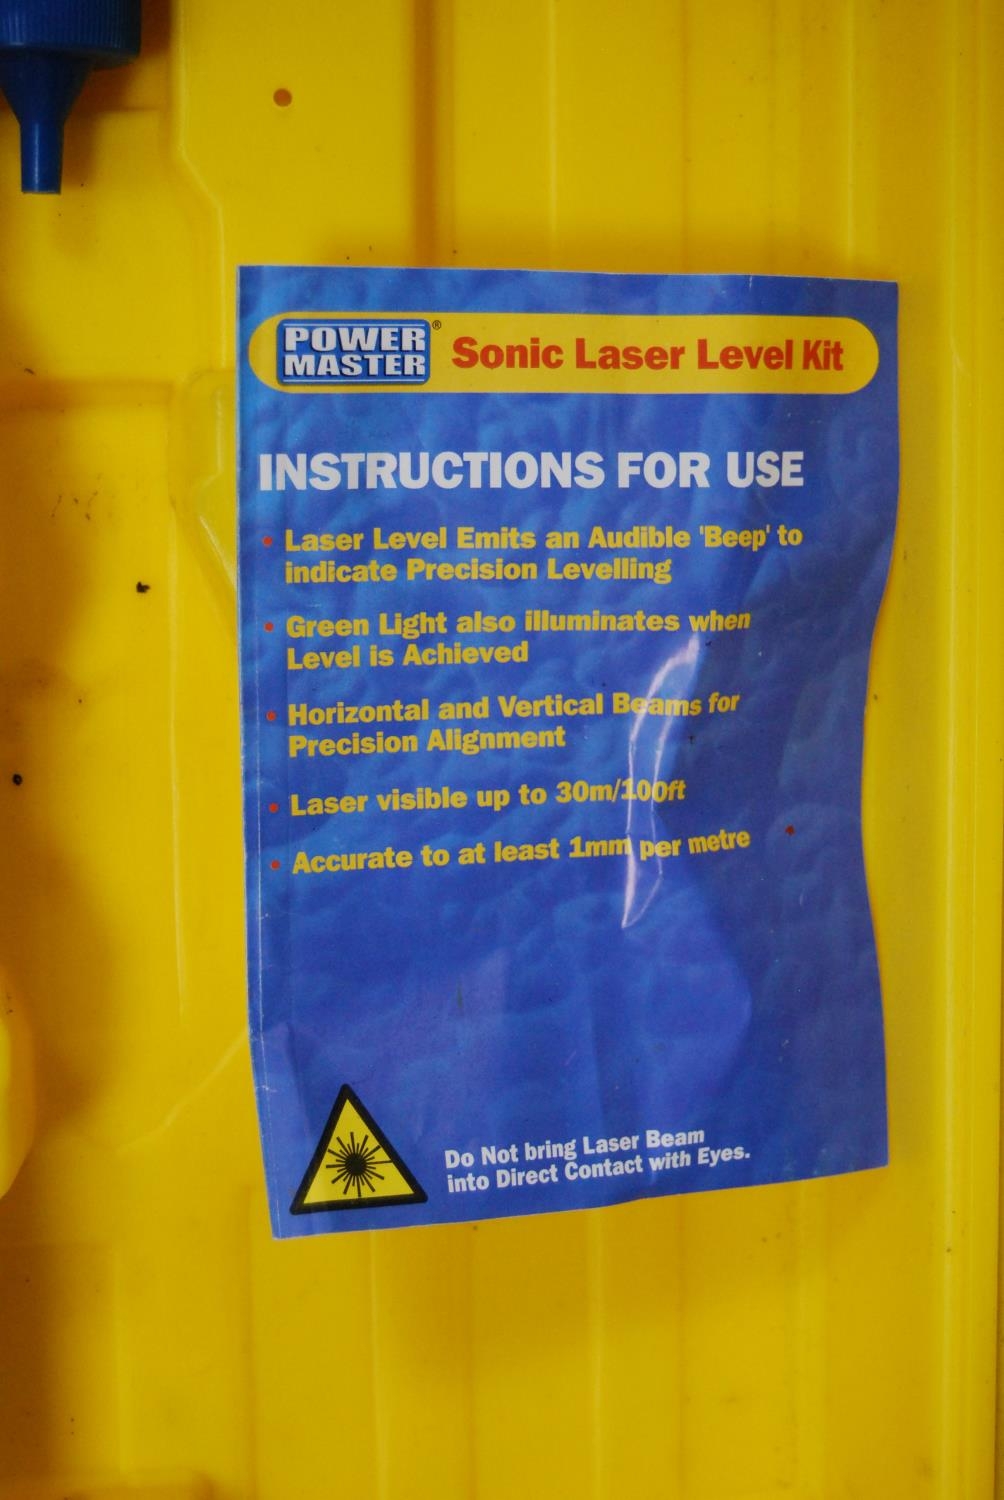 POWER MASTER® Sonic Laser Level Kit
INSTRUCTIONS FOR USE
• Laser Level Emits an Audible 'Beep' to
indicate Precision Levelling
• Green Light also illuminates when
Level is Achieved
• Horizontal and Vertical Beams for
Precision Alignment
• Laser visible up to 30m/100ft
• Accurate to at least 1mm per metre
Do Not bring Laser Beam
into Direct Contact with Eyes.